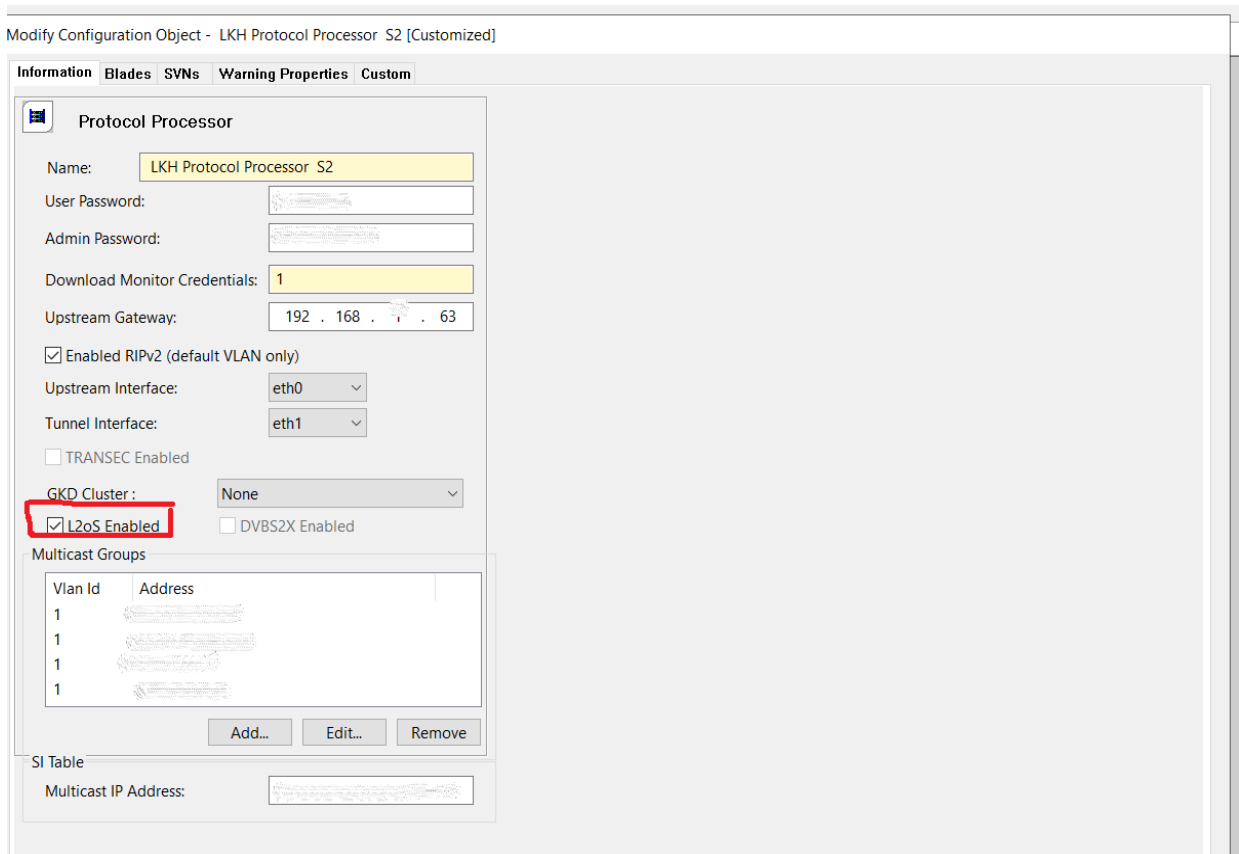 Modify Configuration Object - LKH Protocol Processor S2 [Customized]
Information Blades SVNs Warning Properties Custom
Protocol Processor
Name: LKH Protocol Processor S2
User Password:
Admin Password:
Download Monitor Credentials: 1
Upstream Gateway: 192 . 168 . . 63
Enabled RIPv2 (default VLAN only)
Upstream Interface: eth0
Tunnel Interface: eth1
TRANSEC Enabled
GKD Cluster : None
L2oS Enabled DVBS2X Enabled
Multicast Groups
Vlan Id Address
1
1
1
1
Add... Edit... Remove
SI Table
Multicast IP Address: